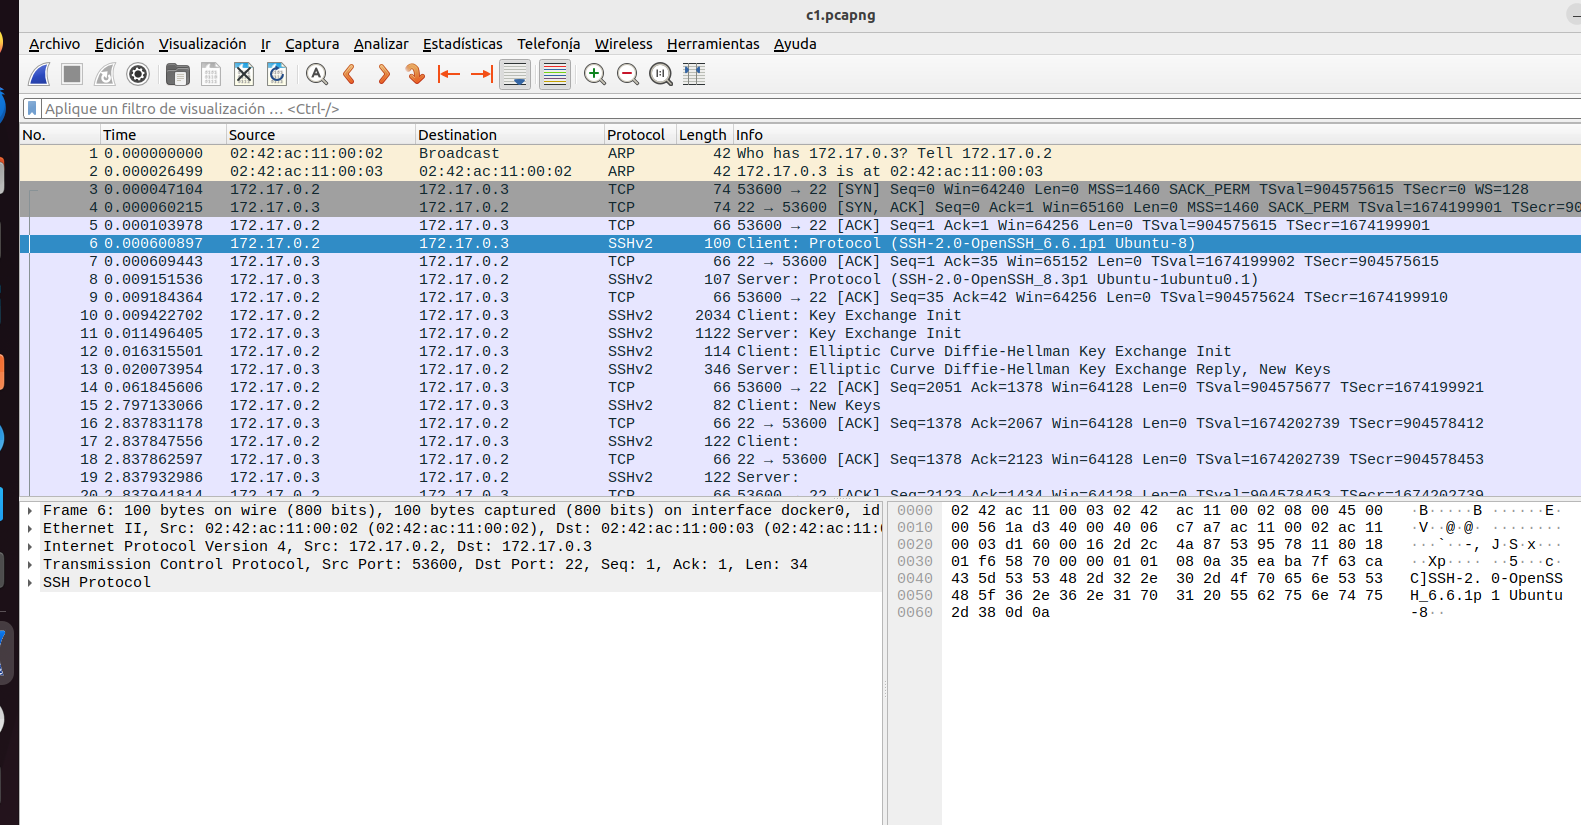 c1.pcapng
Archivo Edición Visualización Ir Captura Analizar Estadísticas Telefonía Wireless Herramientas Ayuda
Aplique un filtro de visualización … <Ctrl-/>
No. Time Source Destination Protocol Length Info
1 0.000000000 02:42:ac:11:00:02 Broadcast ARP 42 Who has 172.17.0.3? Tell 172.17.0.2
2 0.000026499 02:42:ac:11:00:03 02:42:ac:11:00:02 ARP 42 172.17.0.3 is at 02:42:ac:11:00:03
3 0.000047104 172.17.0.2 172.17.0.3 TCP 74 53600 → 22 [SYN] Seq=0 Win=64240 Len=0 MSS=1460 SACK_PERM TSval=904575615 TSecr=0 WS=128
4 0.000060215 172.17.0.3 172.17.0.2 TCP 74 22 → 53600 [SYN, ACK] Seq=0 Ack=1 Win=65160 Len=0 MSS=1460 SACK_PERM TSval=1674199901 TSecr=90
5 0.000103978 172.17.0.2 172.17.0.3 TCP 66 53600 → 22 [ACK] Seq=1 Ack=1 Win=64256 Len=0 TSval=904575615 TSecr=1674199901
6 0.000600897 172.17.0.2 172.17.0.3 SSHv2 100 Client: Protocol (SSH-2.0-OpenSSH_6.6.1p1 Ubuntu-8)
7 0.000609443 172.17.0.3 172.17.0.2 TCP 66 22 → 53600 [ACK] Seq=1 Ack=35 Win=65152 Len=0 TSval=1674199902 TSecr=904575615
8 0.009151536 172.17.0.3 172.17.0.2 SSHv2 107 Server: Protocol (SSH-2.0-OpenSSH_8.3p1 Ubuntu-1ubuntu0.1)
9 0.009184364 172.17.0.2 172.17.0.3 TCP 66 53600 → 22 [ACK] Seq=35 Ack=42 Win=64256 Len=0 TSval=904575624 TSecr=1674199910
10 0.009422702 172.17.0.2 172.17.0.3 SSHv2 2034 Client: Key Exchange Init
11 0.011496405 172.17.0.3 172.17.0.2 SSHv2 1122 Server: Key Exchange Init
12 0.016315501 172.17.0.2 172.17.0.3 SSHv2 114 Client: Elliptic Curve Diffie-Hellman Key Exchange Init
13 0.020073954 172.17.0.3 172.17.0.2 SSHv2 346 Server: Elliptic Curve Diffie-Hellman Key Exchange Reply, New Keys
14 0.061845606 172.17.0.2 172.17.0.3 TCP 66 53600 → 22 [ACK] Seq=2051 Ack=1378 Win=64128 Len=0 TSval=904575677 TSecr=1674199921
15 2.797133066 172.17.0.2 172.17.0.3 SSHv2 82 Client: New Keys
16 2.837831178 172.17.0.3 172.17.0.2 TCP 66 22 → 53600 [ACK] Seq=1378 Ack=2067 Win=64128 Len=0 TSval=1674202739 TSecr=904578412
17 2.837847556 172.17.0.2 172.17.0.3 SSHv2 122 Client:
18 2.837862597 172.17.0.3 172.17.0.2 TCP 66 22 → 53600 [ACK] Seq=1378 Ack=2123 Win=64128 Len=0 TSval=1674202739 TSecr=904578453
19 2.837932986 172.17.0.3 172.17.0.2 SSHv2 122 Server:
20 2.837941814 172.17.0.2 172.17.0.3 TCP 66 53600 → 22 [ACK] Seq=2123 Ack=1434 Win=64128 Len=0 TSval=904578453 TSecr=1674202739
Frame 6: 100 bytes on wire (800 bits), 100 bytes captured (800 bits) on interface docker0, id
Ethernet II, Src: 02:42:ac:11:00:02 (02:42:ac:11:00:02), Dst: 02:42:ac:11:00:03 (02:42:ac:11:0
Internet Protocol Version 4, Src: 172.17.0.2, Dst: 172.17.0.3
Transmission Control Protocol, Src Port: 53600, Dst Port: 22, Seq: 1, Ack: 1, Len: 34
SSH Protocol
0000 02 42 ac 11 00 03 02 42 ac 11 00 02 08 00 45 00 ·B·····B ······E·
0010 00 56 1a d3 40 00 40 06 c7 a7 ac 11 00 02 ac 11 ·V··@·@· ········
0020 00 03 d1 60 00 16 2d 2c 4a 87 53 95 78 11 80 18 ···`··-, J·S·x···
0030 01 f6 58 70 00 00 01 01 08 0a 35 ea ba 7f 63 ca ··Xp···· ··5···c·
0040 43 5d 53 53 48 2d 32 2e 30 2d 4f 70 65 6e 53 53 C]SSH-2. 0-OpenSS
0050 48 5f 36 2e 36 2e 31 70 31 20 55 62 75 6e 74 75 H_6.6.1p 1 Ubuntu
0060 2d 38 0d 0a -8··